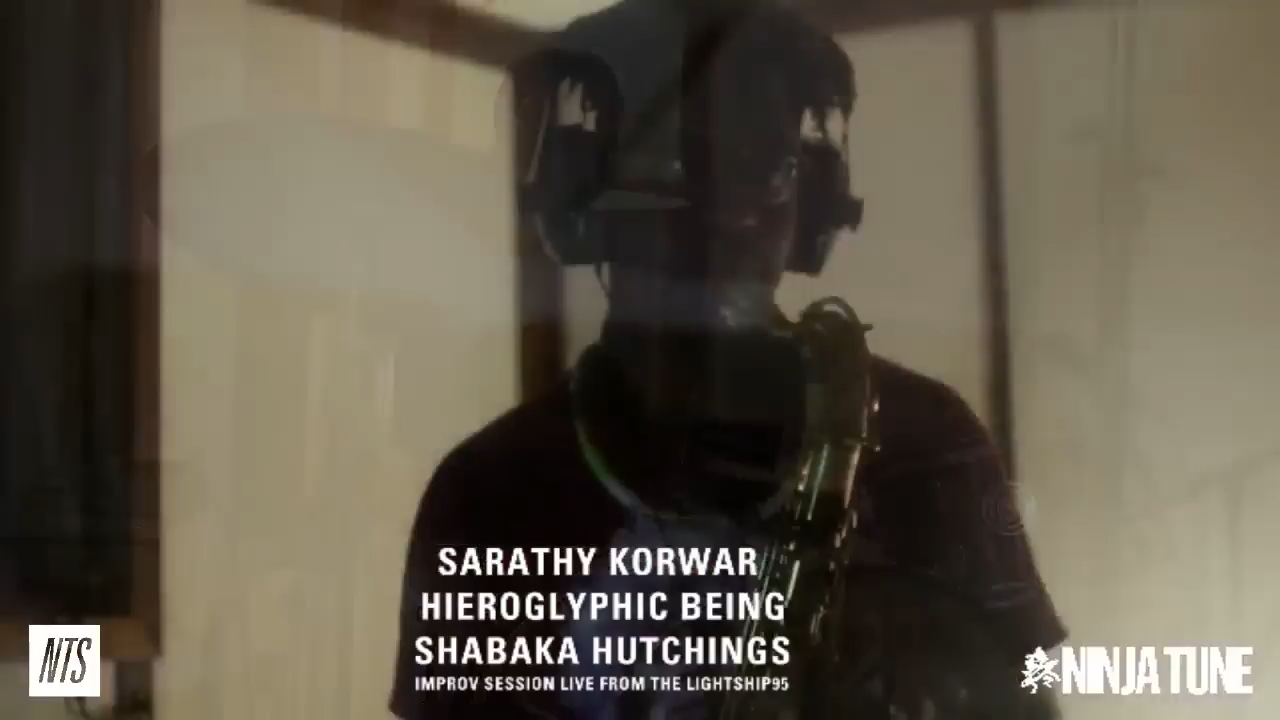 SARATHY KORWAR
HIEROGLYPHIC BEING
SHABAKA HUTCHINGS
IMPROV SESSION LIVE FROM THE LIGHTSHIP95
NTS
NINJA TUNE